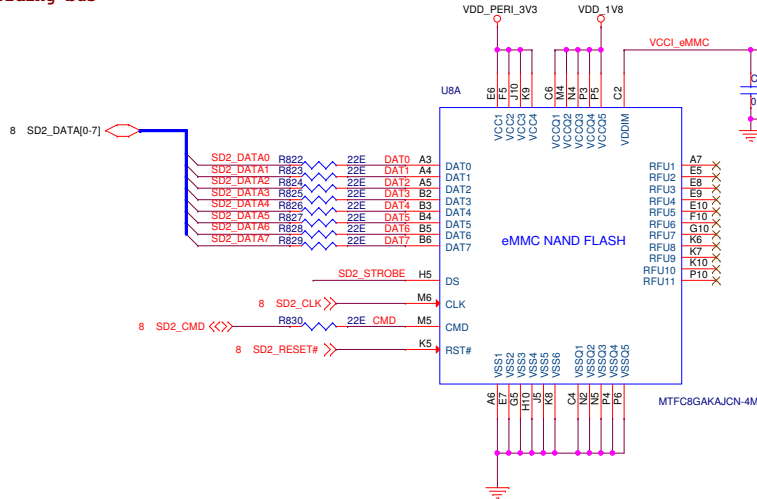 VDD_PERI_3V3
VDD_1V8
VCCI_eMMC
U8A
E6 F5 J10 K9 C6 M4 N4 P3 P5 C2
VCC1 VCC2 VCC3 VCC4 VCCQ1 VCCQ2 VCCQ3 VCCQ4 VCCQ5 VDDIM
8 SD2_DATA[0-7]
SD2_DATA0 R822 22E DAT0 A3 DAT0
SD2_DATA1 R823 22E DAT1 A4 DAT1
SD2_DATA2 R824 22E DAT2 A5 DAT2
SD2_DATA3 R825 22E DAT3 B2 DAT3
SD2_DATA4 R826 22E DAT4 B3 DAT4
SD2_DATA5 R827 22E DAT5 B4 DAT5
SD2_DATA6 R828 22E DAT6 B5 DAT6
SD2_DATA7 R829 22E DAT7 B6 DAT7
RFU1 A7
RFU2 E5
RFU3 E8
RFU4 E9
RFU5 E10
RFU6 F10
RFU7 G10
RFU8 K6
RFU9 K7
RFU10 K10
RFU11 P10
eMMC NAND FLASH
SD2_STROBE H5 DS
8 SD2_CLK M6 CLK
8 SD2_CMD R830 22E CMD M5 CMD
8 SD2_RESET# K5 RST#
VSS1 VSS2 VSS3 VSS4 VSS5 VSS6 VSSQ1 VSSQ2 VSSQ3 VSSQ4 VSSQ5
A6 E7 G5 H10 J5 K8 C4 N2 N5 P4 P6
MTFC8GAKAJCN-4M